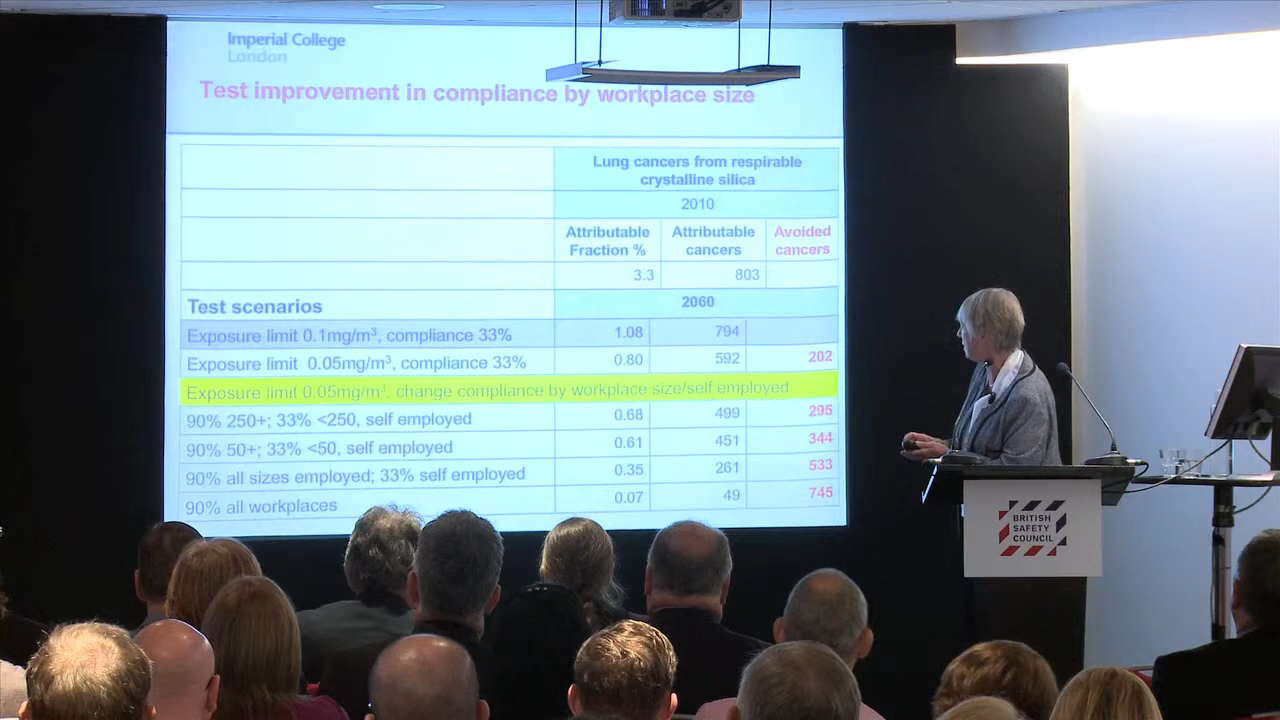 Imperial College
London
Test improvement in compliance by workplace size
Lung cancers from respirable
crystalline silica
2010
Attributable Fraction %
Attributable cancers
Avoided cancers
3.3 803
Test scenarios 2060
Exposure limit 0.1mg/m³, compliance 33% 1.08 794
Exposure limit 0.05mg/m³, compliance 33% 0.80 592 202
Exposure limit 0.05mg/m³, change compliance by workplace size/self employed
90% 250+; 33% <250, self employed 0.68 499 295
90% 50+; 33% <50, self employed 0.61 451 344
90% all sizes employed; 33% self employed 0.35 261 533
90% all workplaces 0.07 49 745
BRITISH
SAFETY
COUNCIL